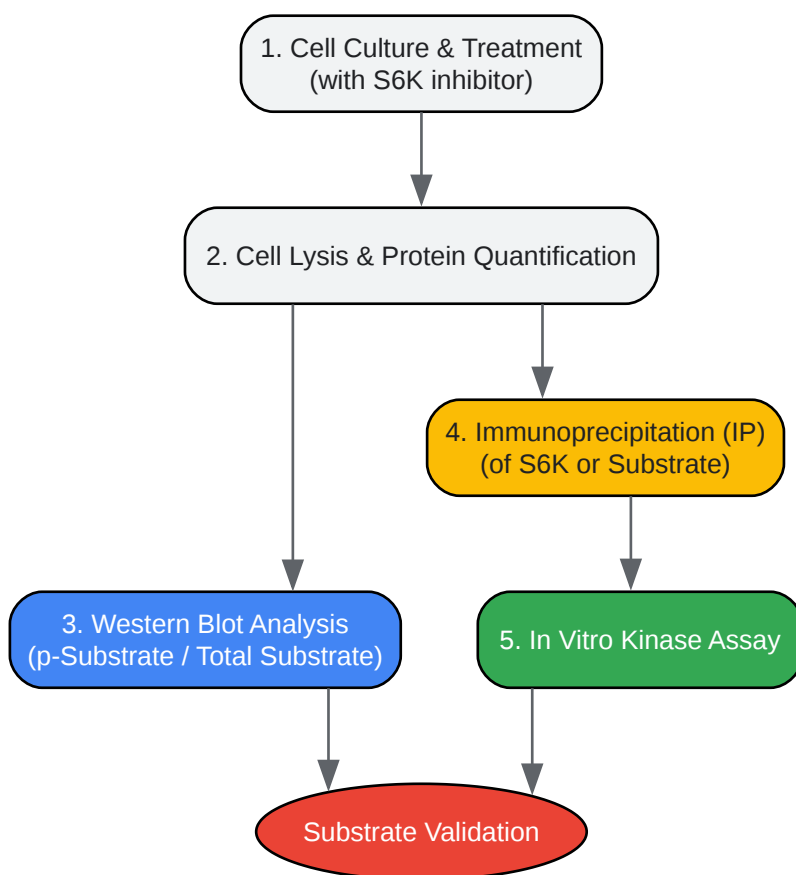 1. Cell Culture & Treatment
(with S6K inhibitor)
2. Cell Lysis & Protein Quantification
4. Immunoprecipitation (IP)
(of S6K or Substrate)
3. Western Blot Analysis
(p-Substrate / Total Substrate)
5. In Vitro Kinase Assay
Substrate Validation